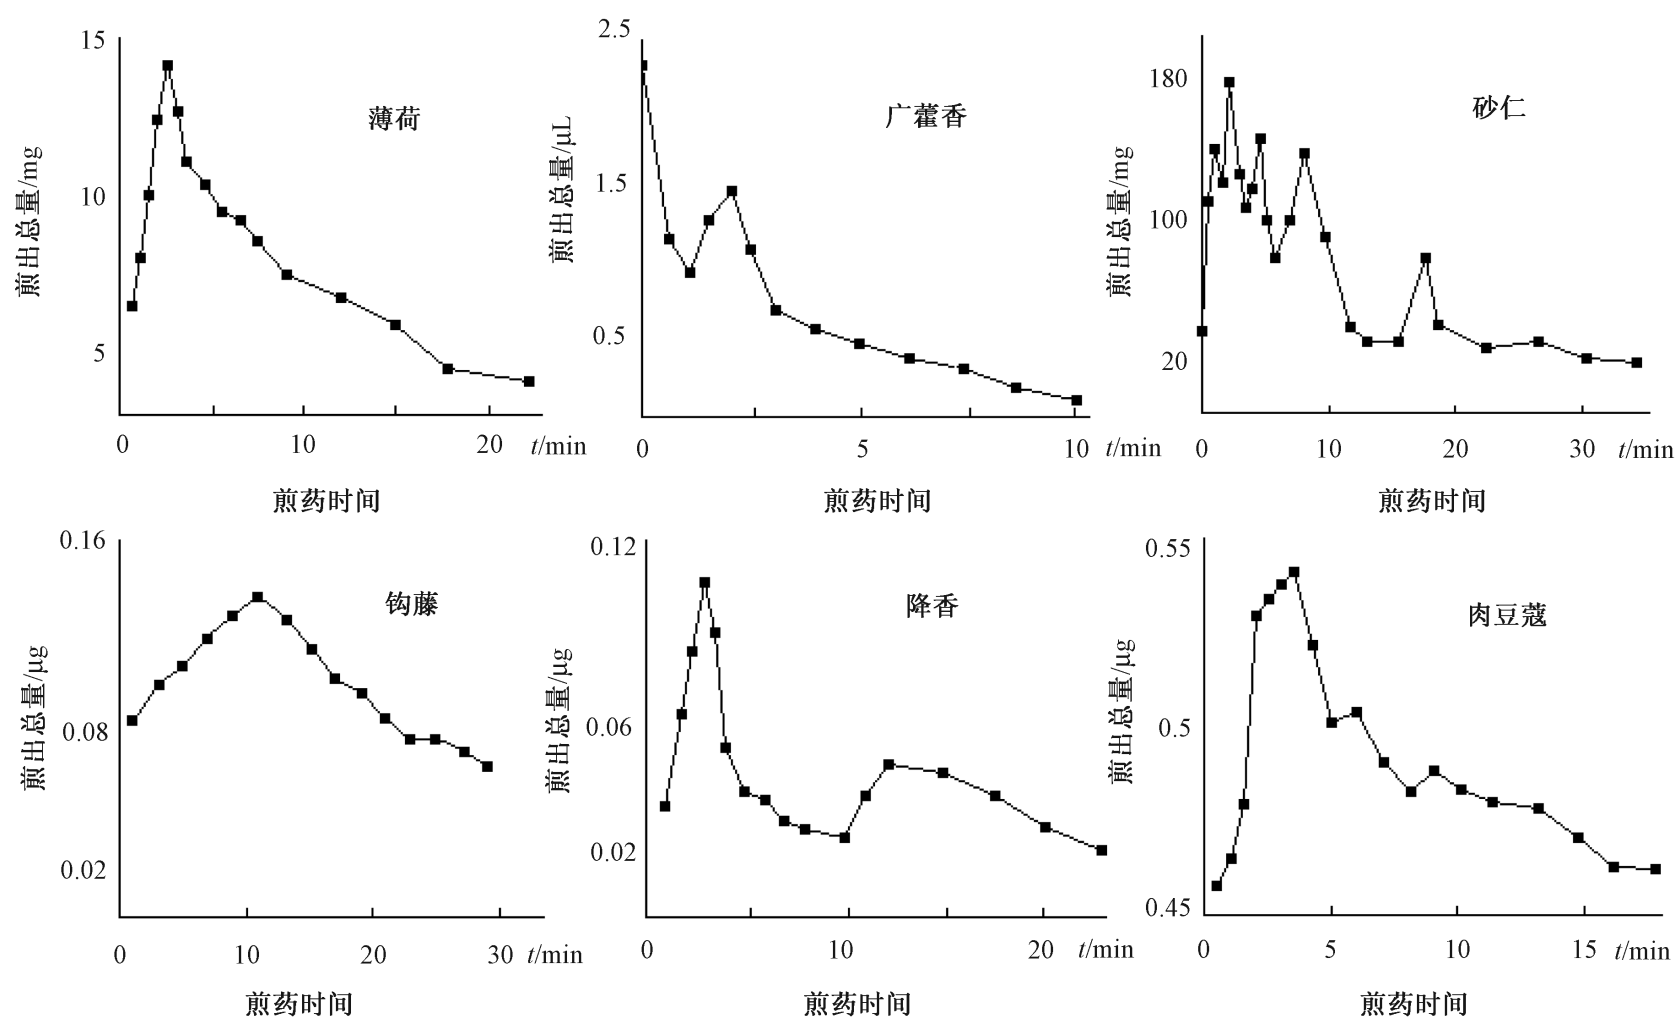 薄荷
煎出总量/mg
15
10
5
0
10
20
t/min
煎药时间
广藿香
煎出总量/μL
2.5
1.5
0.5
0
5
10
t/min
煎药时间
砂仁
煎出总量/mg
180
100
20
0
10
20
30
t/min
煎药时间
钩藤
煎出总量/μg
0.16
0.08
0.02
0
10
20
30
t/min
煎药时间
降香
煎出总量/μg
0.12
0.06
0.02
0
10
20
t/min
煎药时间
肉豆蔻
煎出总量/μg
0.55
0.5
0.45
0
5
10
15
t/min
煎药时间